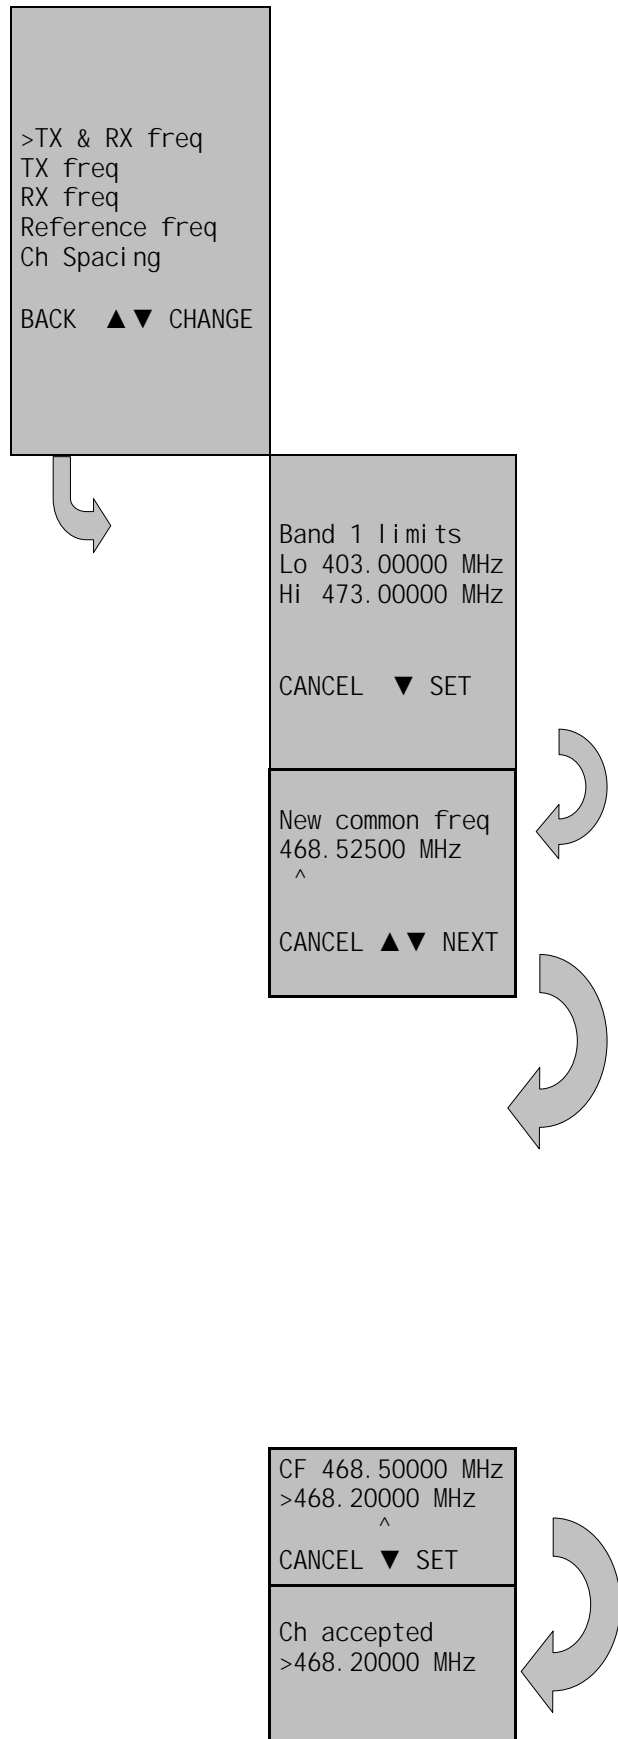 >TX & RX freq
TX freq
RX freq
Reference freq
Ch Spacing
BACK ▲▼ CHANGE
Band 1 limits
Lo 403.00000 MHz
Hi 473.00000 MHz
CANCEL ▼ SET
New common freq
468.52500 MHz
^
CANCEL ▲▼ NEXT
CF 468.50000 MHz
>468.20000 MHz
^
CANCEL ▼ SET
Ch accepted
>468.20000 MHz